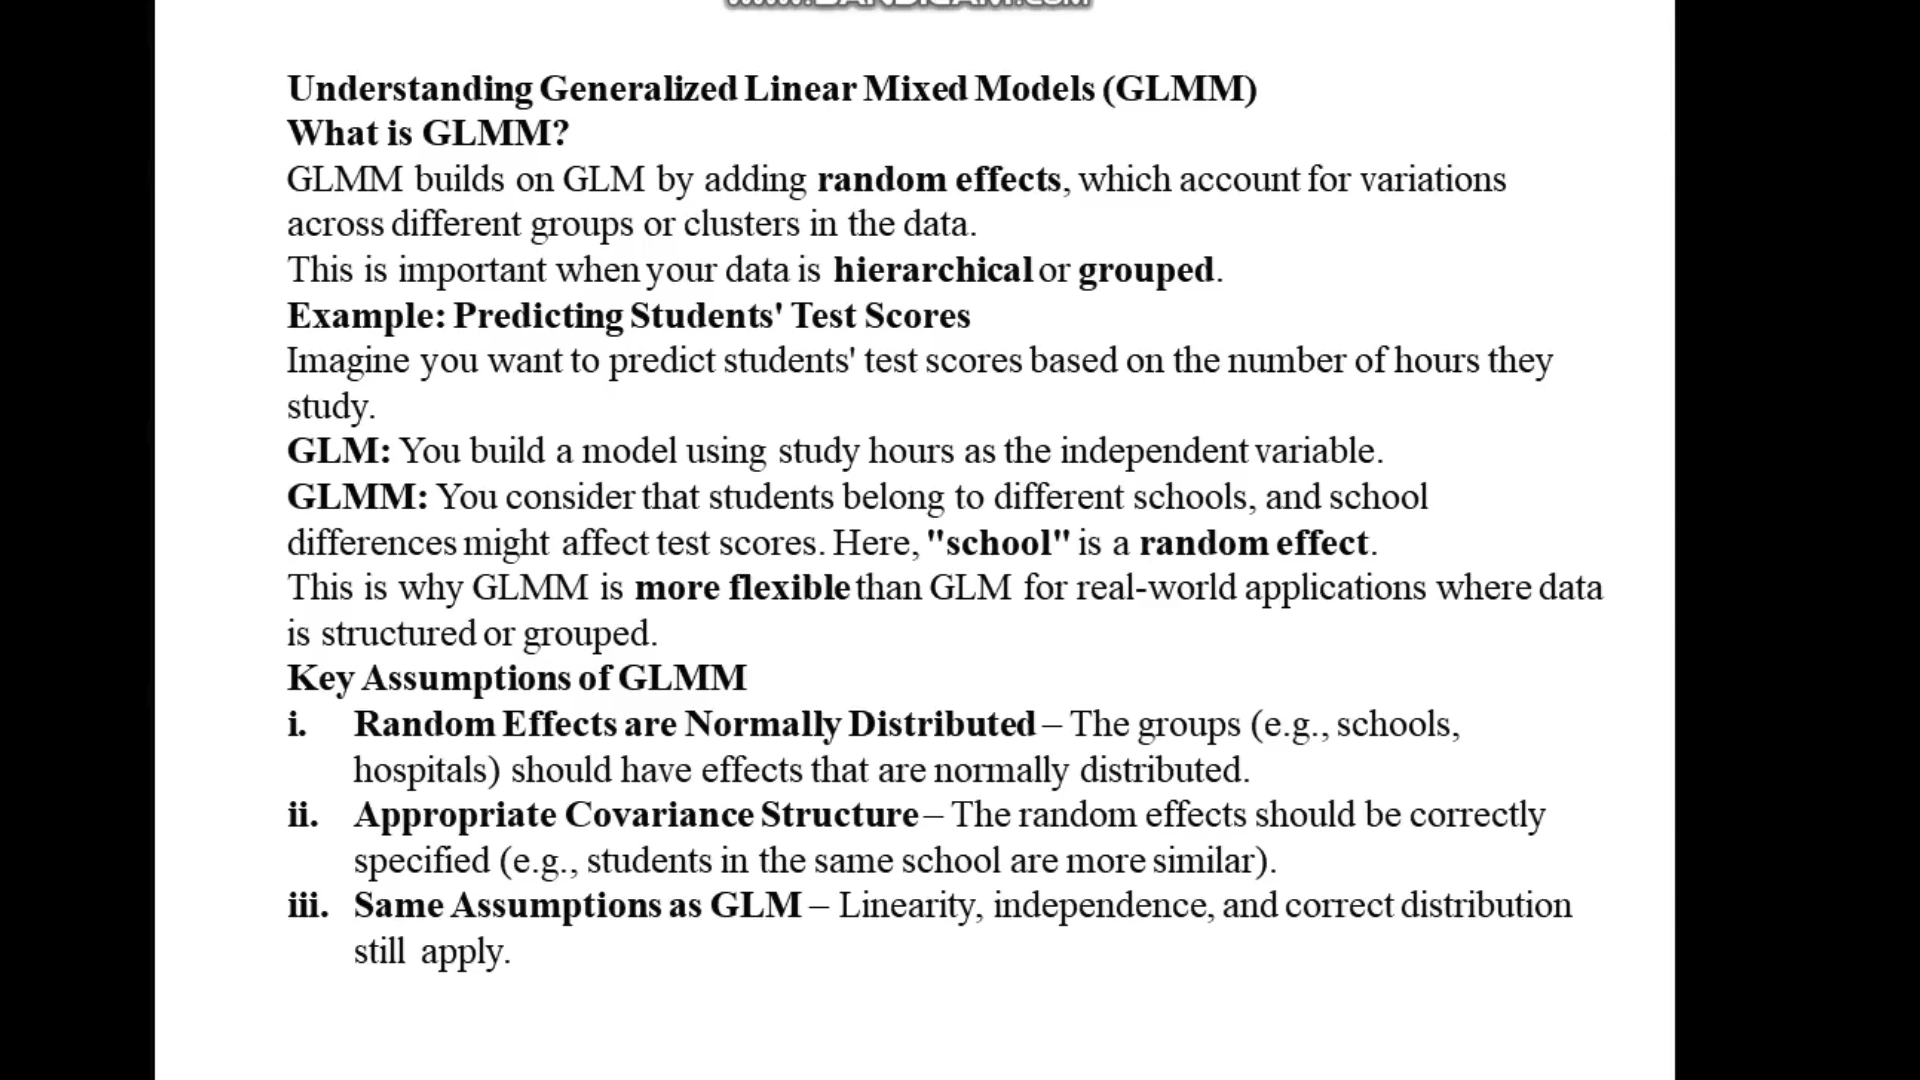 www.BANDICAM.com
Understanding Generalized Linear Mixed Models (GLMM)
What is GLMM?
GLMM builds on GLM by adding random effects, which account for variations
across different groups or clusters in the data.
This is important when your data is hierarchical or grouped.
Example: Predicting Students' Test Scores
Imagine you want to predict students' test scores based on the number of hours they
study.
GLM: You build a model using study hours as the independent variable.
GLMM: You consider that students belong to different schools, and school
differences might affect test scores. Here, "school" is a random effect.
This is why GLMM is more flexible than GLM for real-world applications where data
is structured or grouped.
Key Assumptions of GLMM
i. Random Effects are Normally Distributed – The groups (e.g., schools,
hospitals) should have effects that are normally distributed.
ii. Appropriate Covariance Structure – The random effects should be correctly
specified (e.g., students in the same school are more similar).
iii. Same Assumptions as GLM – Linearity, independence, and correct distribution
still apply.